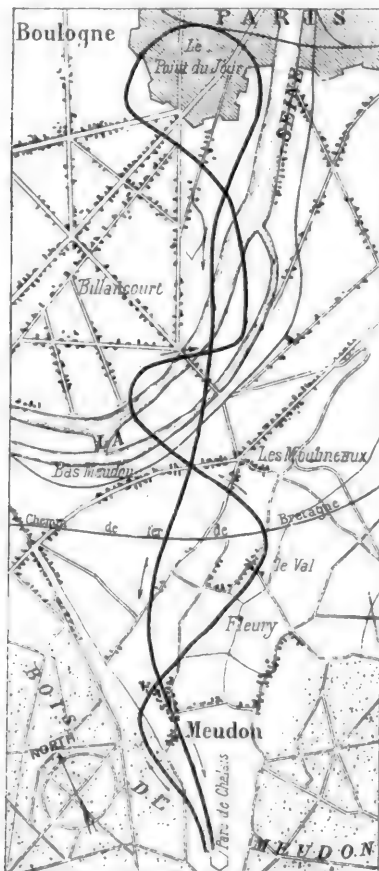 PARIS
Boulogne
Le
Point du Jour
SEINE
Billancourt
LA
Les Moulineaux
Bas Meudon
Chemin de fer de Bretagne
le Val
Fleury
BOIS
NORTH
Meudon
DE
Parc de Chalais
MEUDON